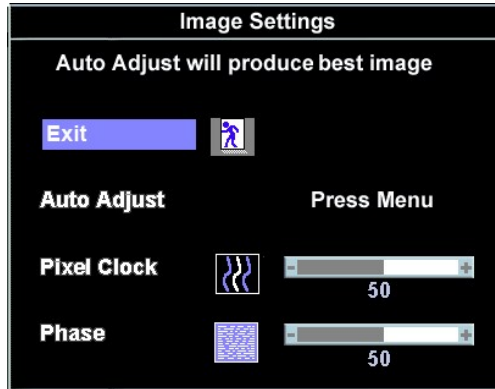 Image Settings
Auto Adjust will produce best image
Exit
Auto Adjust Press Menu
Pixel Clock - +
50
Phase - +
50